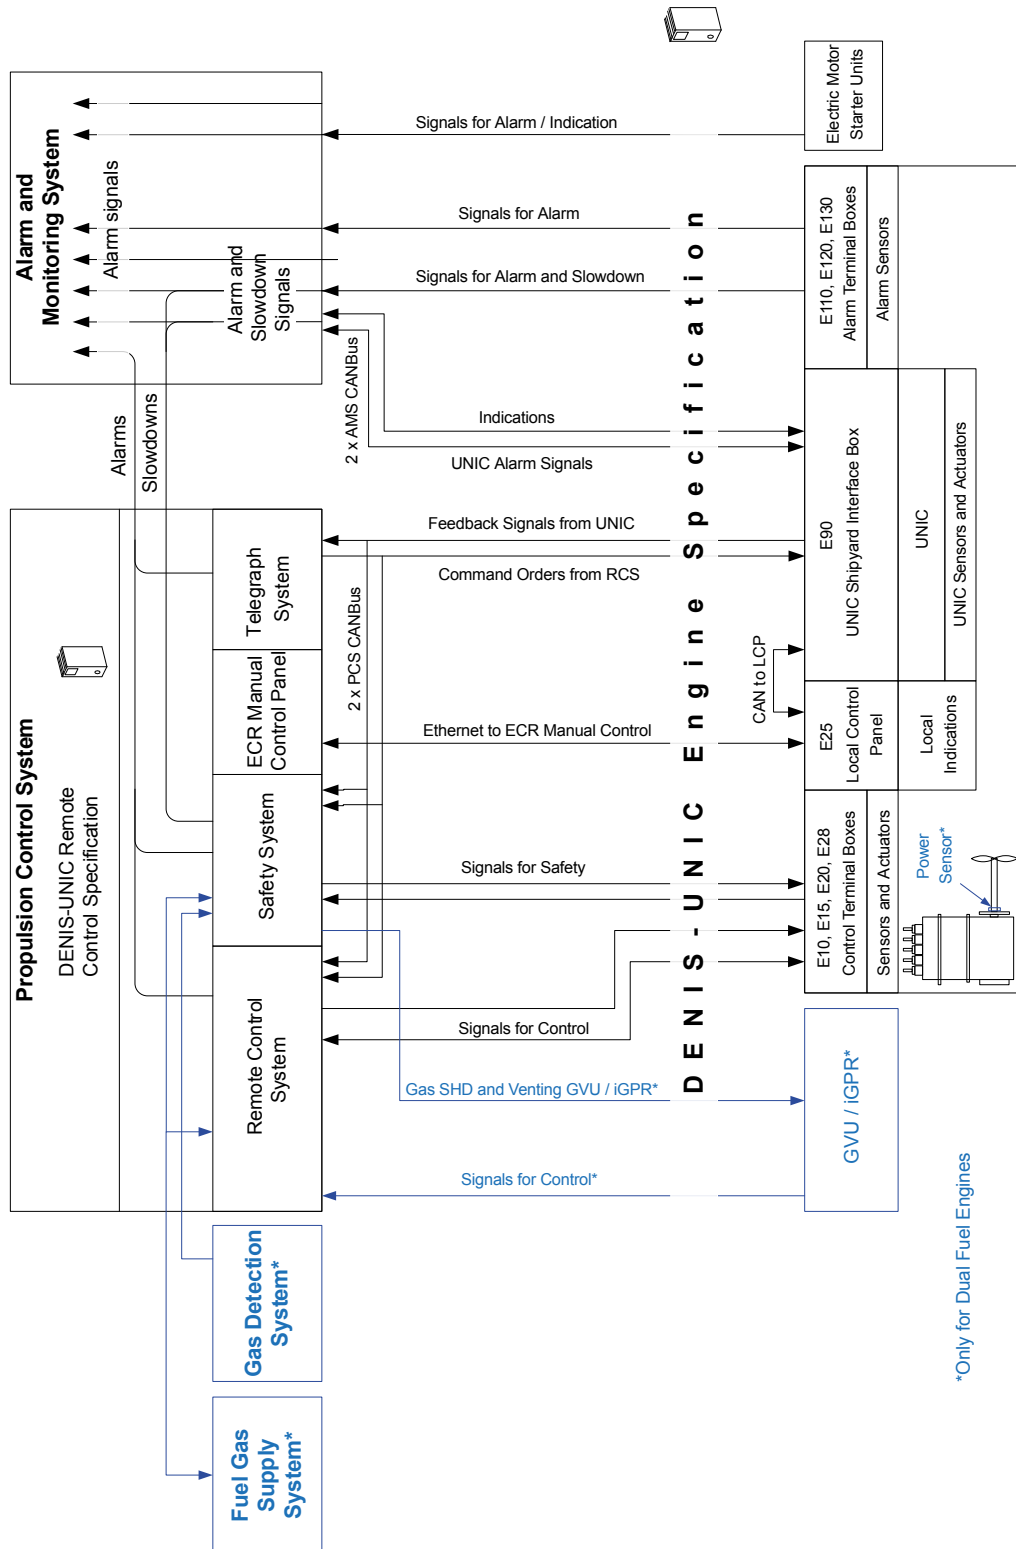 Fuel Gas
Supply
System*
Gas Detection
System*
Propulsion Control System
DENIS-UNIC Remote
Control Specification
Remote Control
System
Safety System
ECR Manual
Control Panel
Telegraph
System
Alarms
Slowdowns
Alarm and
Monitoring System
Alarm signals
Alarm and
Slowdown
Signals
2 x PCS CANBus
2 x AMS CANBus
Signals for Control*
Gas SHD and Venting GVU / iGPR*
Signals for Control
Signals for Safety
Ethernet to ECR Manual Control
Feedback Signals from UNIC
Command Orders from RCS
Indications
UNIC Alarm Signals
Signals for Alarm and Slowdown
Signals for Alarm
Signals for Alarm / Indication
DENIS-UNIC Engine Specification
CAN to LCP
GVU / iGPR*
E10, E15, E20, E28
Control Terminal Boxes
Sensors and Actuators
Power
Sensor*
E25
Local Control
Panel
Local
Indications
E90
UNIC Shipyard Interface Box
UNIC
UNIC Sensors and Actuators
E110, E120, E130
Alarm Terminal Boxes
Alarm Sensors
Electric Motor
Starter Units
*Only for Dual Fuel Engines